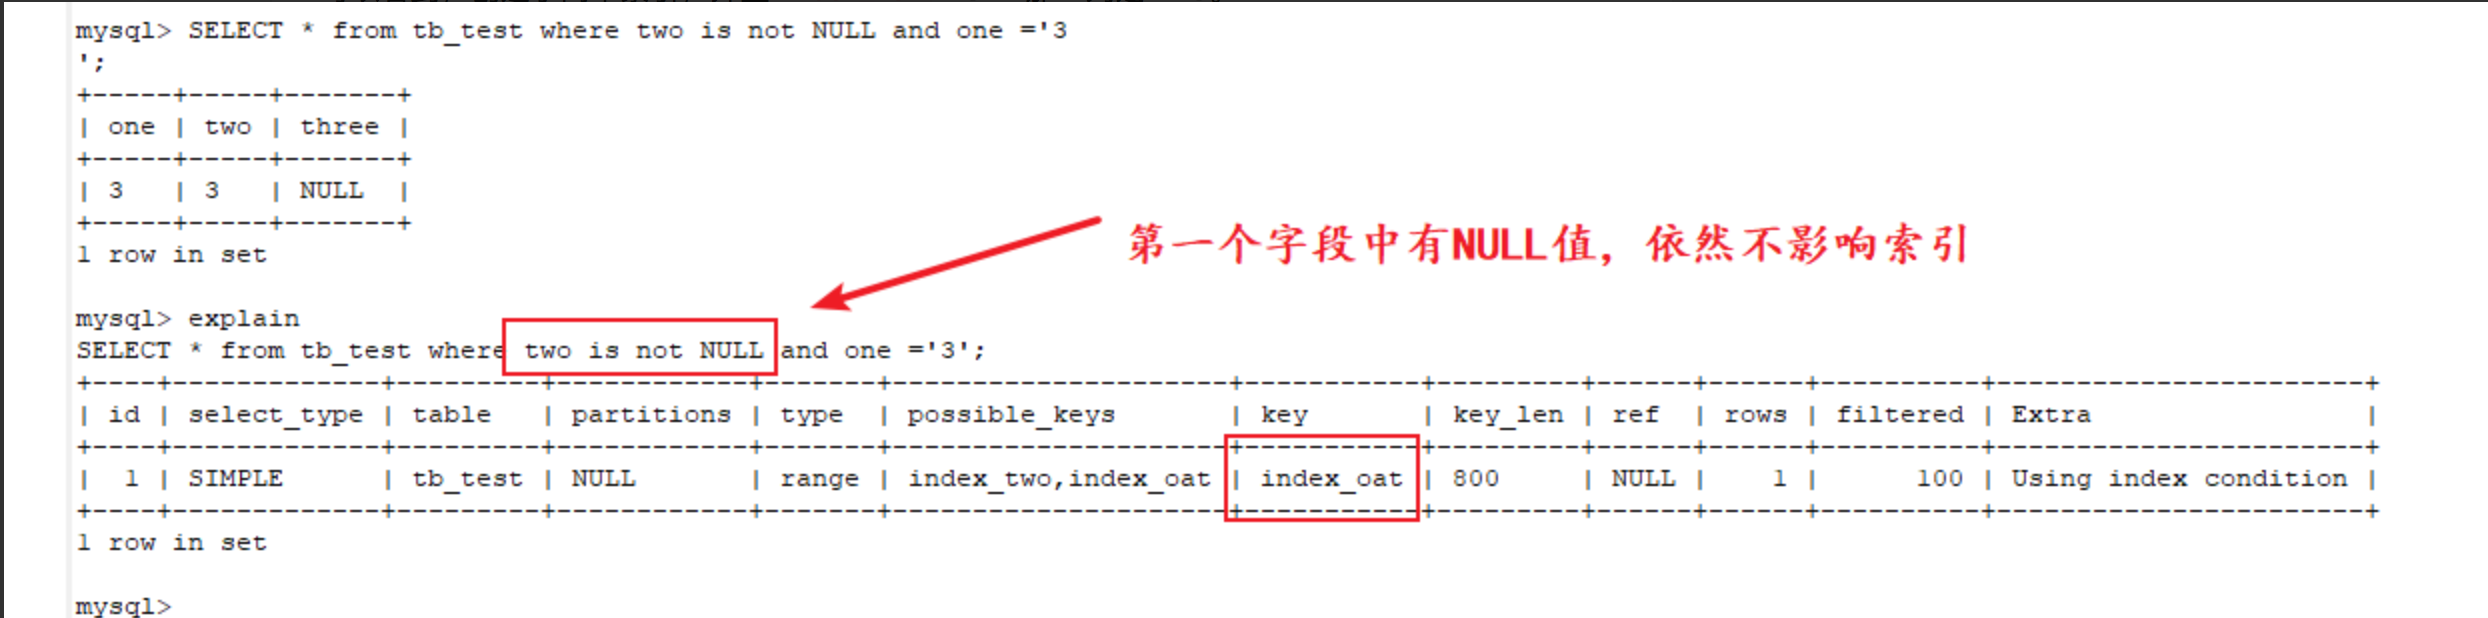 mysql> SELECT * from tb_test where two is not NULL and one ='3
';
+-----+-----+-------+
| one | two | three |
+-----+-----+-------+
| 3   | 3   | NULL  |
+-----+-----+-------+
1 row in set
第一个字段中有NULL值，依然不影响索引
mysql> explain
SELECT * from tb_test where two is not NULL and one ='3';
+----+-------------+---------+------------+-------+---------------------+-----------+---------+------+------+----------+-----------------------+
| id | select_type | table   | partitions | type  | possible_keys       | key       | key_len | ref  | rows | filtered | Extra                 |
+----+-------------+---------+------------+-------+---------------------+-----------+---------+------+------+----------+-----------------------+
|  1 | SIMPLE      | tb_test | NULL       | range | index_two,index_oat | index_oat | 800     | NULL |    1 |      100 | Using index condition |
+----+-------------+---------+------------+-------+---------------------+-----------+---------+------+------+----------+-----------------------+
1 row in set
mysql>